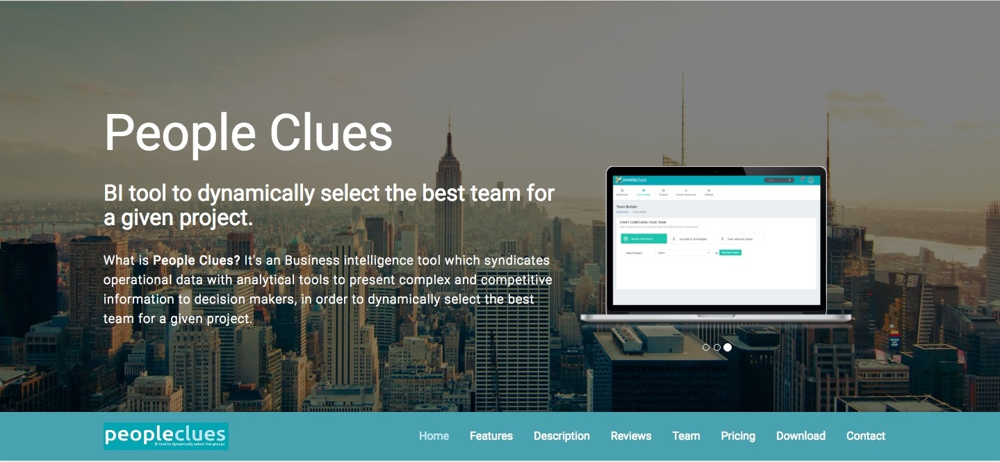 People Clues
BI tool to dynamically select the best team for
a given project.
What is People Clues? It's an Business intelligence tool which syndicates
operational data with analytical tools to present complex and competitive
information to decision makers, in order to dynamically select the best
team for a given project.
peopleclues
Dashboard Team Builder Projects Human Resources Settings
Team Builder
START COMPOSING YOUR TEAM
Choose Your Project 2 Job Roles & Technologies 3 Team Selection Criteria
Select Project Select Add New Project
peopleclues
BI tool to dynamically select the groups
Home Features Description Reviews Team Pricing Download Contact